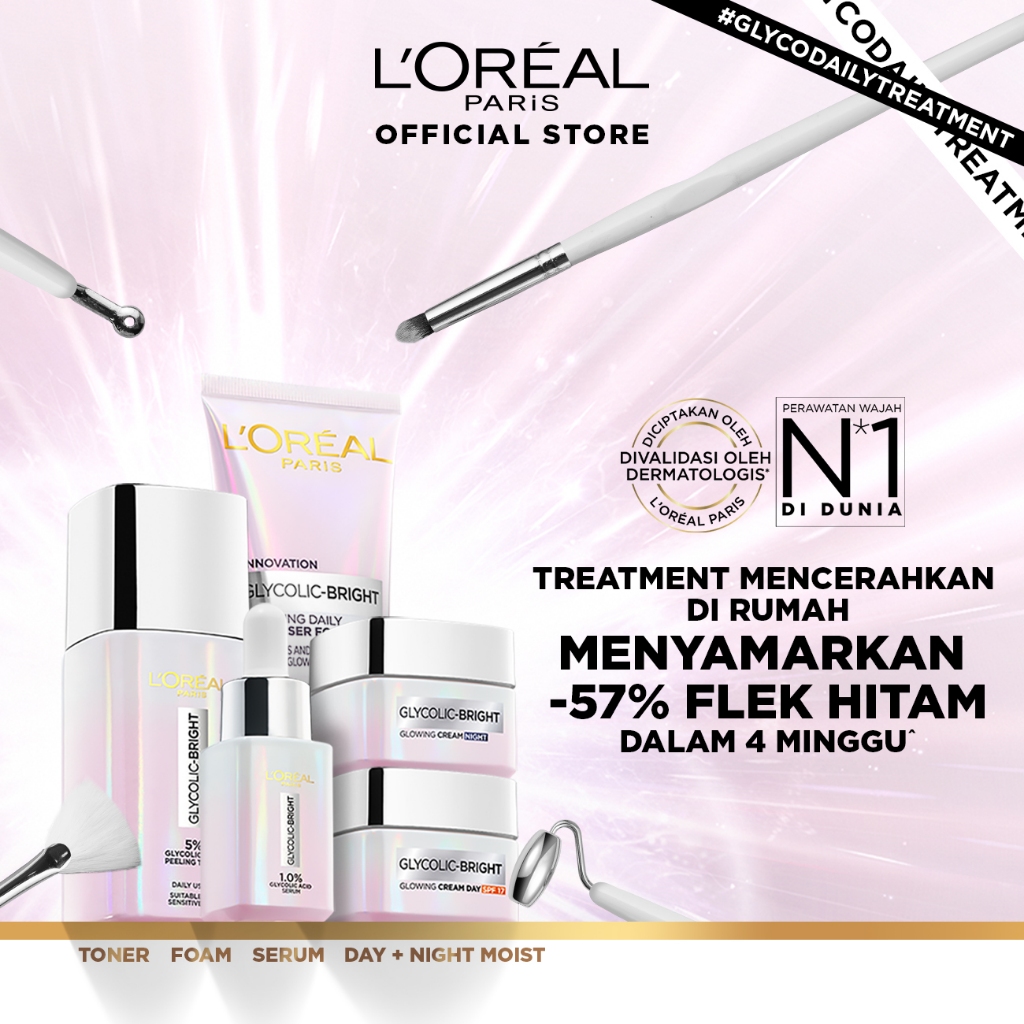 L'ORÉAL
PARiS
OFFICIAL STORE
#GLYCODAILYTREATMENT
L'ORÉAL
PARiS
GLYCOLIC-BRIGHT
L'ORÉAL
PARiS
GLYCOLIC-BRIGHT
5%
DAILY
SUITABLE
L'ORÉAL
PARiS
GLYCOLIC-BRIGHT
1.0%
GLYCOLIC ACID
SERUM
GLYCOLIC-BRIGHT
GLOWING CREAM NIGHT
GLYCOLIC-BRIGHT
GLOWING CREAM DAY SPF 17
DICIPTAKAN OLEH
DIVALIDASI OLEH
DERMATOLOGIS*
L'ORÉAL PARiS
PERAWATAN WAJAH
N*1
DI DUNIA
TREATMENT MENCERAHKAN
DI RUMAH
MENYAMARKAN
-57% FLEK HITAM
DALAM 4 MINGGU^
TONER FOAM SERUM DAY + NIGHT MOIST